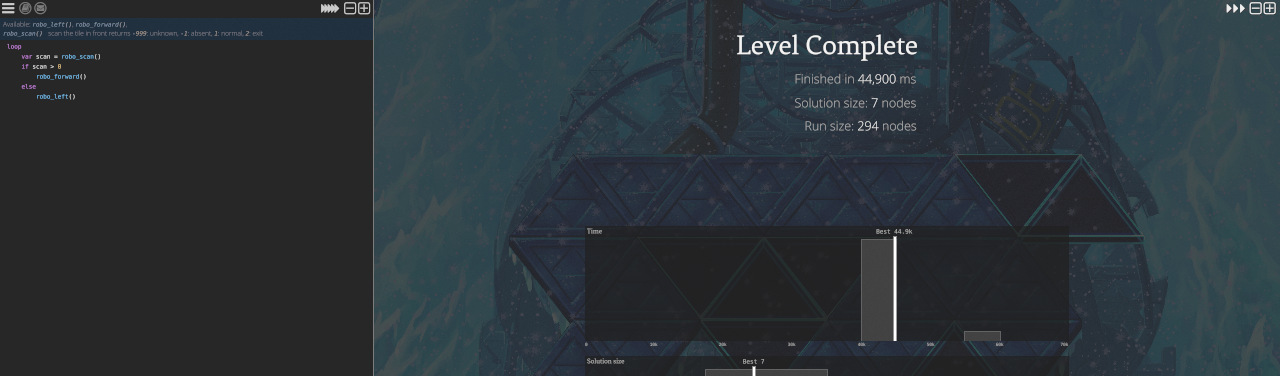 Available: robo_left(), robo_forward(),
robo_scan() scan the tile in front returns -999: unknown, -1: absent, 1: normal, 2: exit
loop
var scan = robo_scan()
if scan > 0
robo_forward()
else
robo_left()
Level Complete
Finished in 44,900 ms
Solution size: 7 nodes
Run size: 294 nodes
Time
Best 44.9k
0 10k 20k 30k 40k 50k 60k 70k
Solution size
Best 7